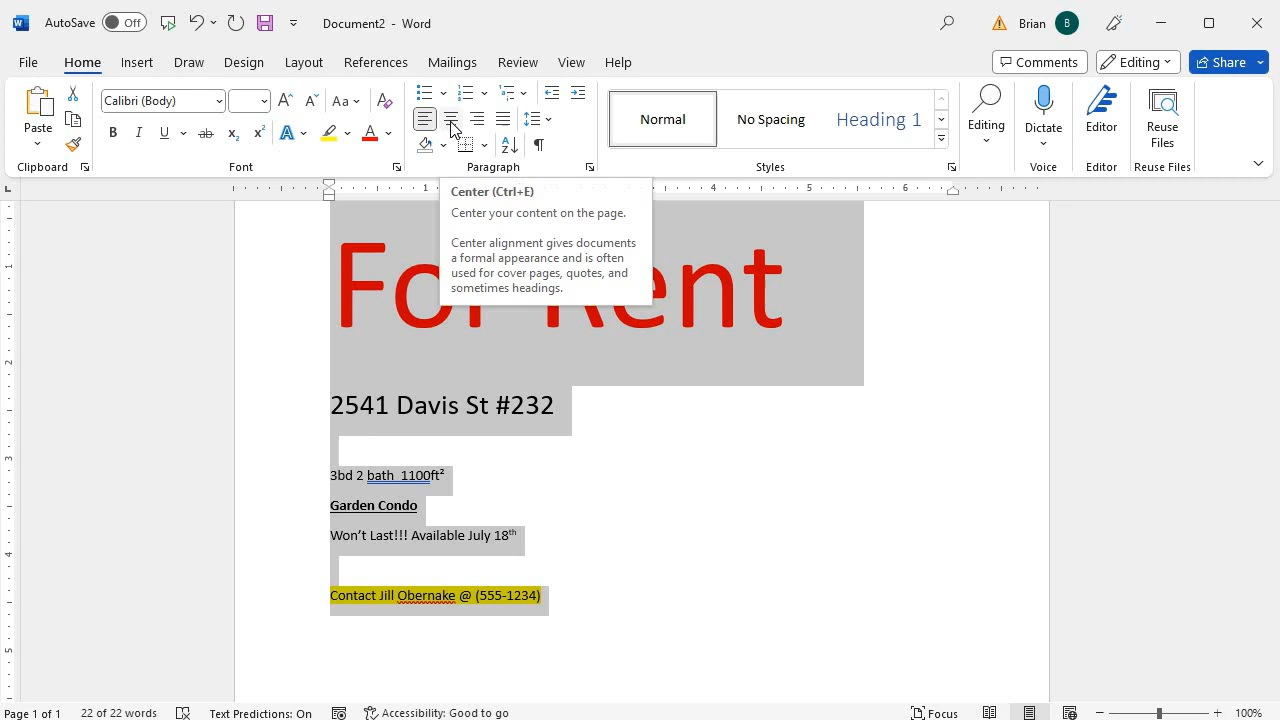 AutoSave Off Document2 - Word Brian B
File Home Insert Draw Design Layout References Mailings Review View Help Comments Editing Share
Paste Calibri (Body) Aa Normal No Spacing Heading 1 Editing Dictate Editor Reuse Files
Clipboard Font Paragraph Styles Voice Editor Reuse Files
1 4 5 6
Center (Ctrl+E)
Center your content on the page.
Center alignment gives documents
a formal appearance and is often
used for cover pages, quotes, and
sometimes headings.
For Rent
2541 Davis St #232
3bd 2 bath 1100ft²
Garden Condo
Won't Last!!! Available July 18th
Contact Jill Obernake @ (555-1234)
Page 1 of 1 22 of 22 words Text Predictions: On Accessibility: Good to go Focus 100%